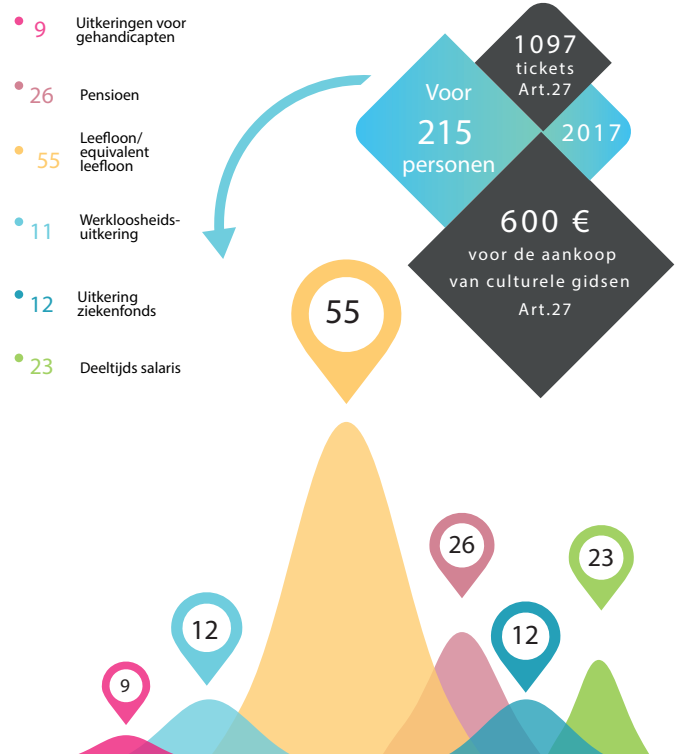 9 Uitkeringen voor
gehandicapten
26 Pensioen
55 Leefloon/
equivalent
leefloon
11 Werkloosheids-
uitkering
12 Uitkering
ziekenfonds
23 Deeltijds salaris
1097
tickets
Art.27
Voor
215
personen
2017
600 €
voor de aankoop
van culturele gidsen
Art.27
55
26
23
12
12
9